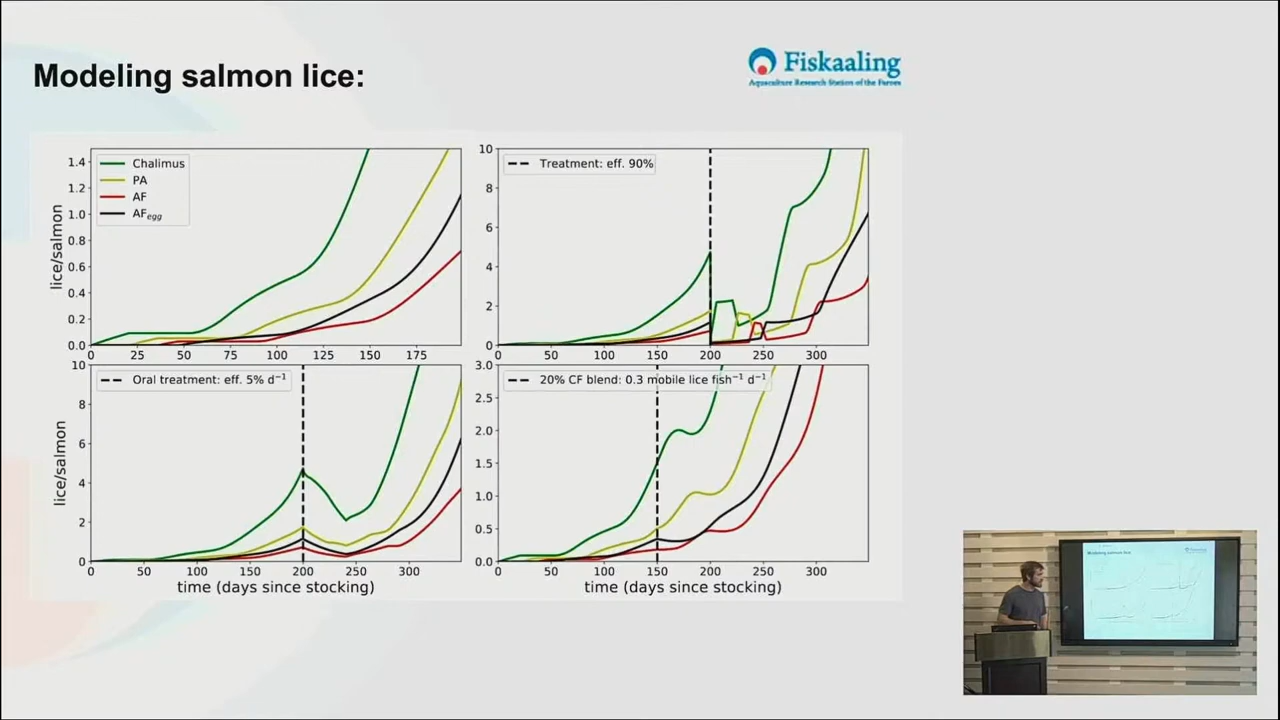 Modeling salmon lice:
Fiskaaling
Aquaculture Research Station of the Faroes
Chalimus
PA
AF
AFegg
lice/salmon
0.0 0.2 0.4 0.6 0.8 1.0 1.2 1.4
0 25 50 75 100 125 150 175
Treatment: eff. 90%
0 2 4 6 8 10
0 50 100 150 200 250 300
Oral treatment: eff. 5% d⁻¹
lice/salmon
0 2 4 6 8 10
0 50 100 150 200 250 300
time (days since stocking)
20% CF blend: 0.3 mobile lice fish⁻¹ d⁻¹
0.0 0.5 1.0 1.5 2.0 2.5 3.0
0 50 100 150 200 250 300
time (days since stocking)
Modeling salmon lice